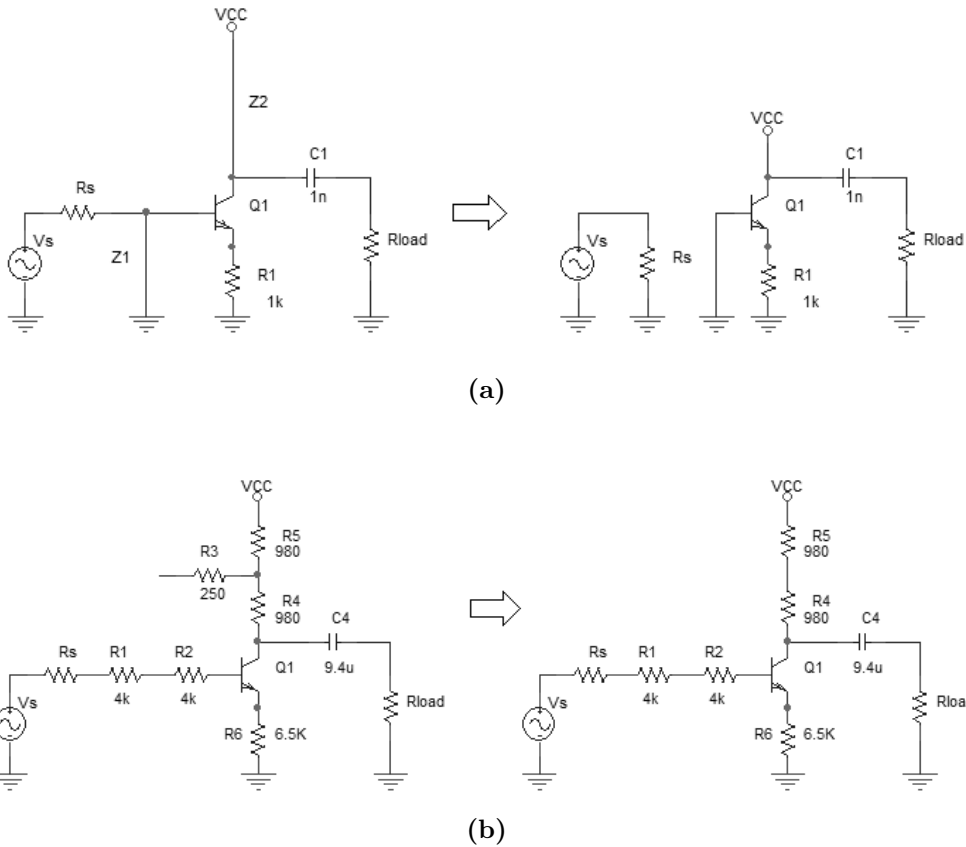 VCC
Z2
C1
1n
Rs
Q1
Vs
Z1
Rload
R1
1k
VCC
C1
1n
Q1
Vs
Rs
Rload
R1
1k
(a)
VCC
R5
980
R3
250
R4
980
C4
9.4u
Rs
R1
R2
4k
4k
Q1
Vs
Rload
R6
6.5K
VCC
R5
980
R4
980
C4
9.4u
Rs
R1
R2
4k
4k
Q1
Vs
Rloa
R6
6.5K
(b)